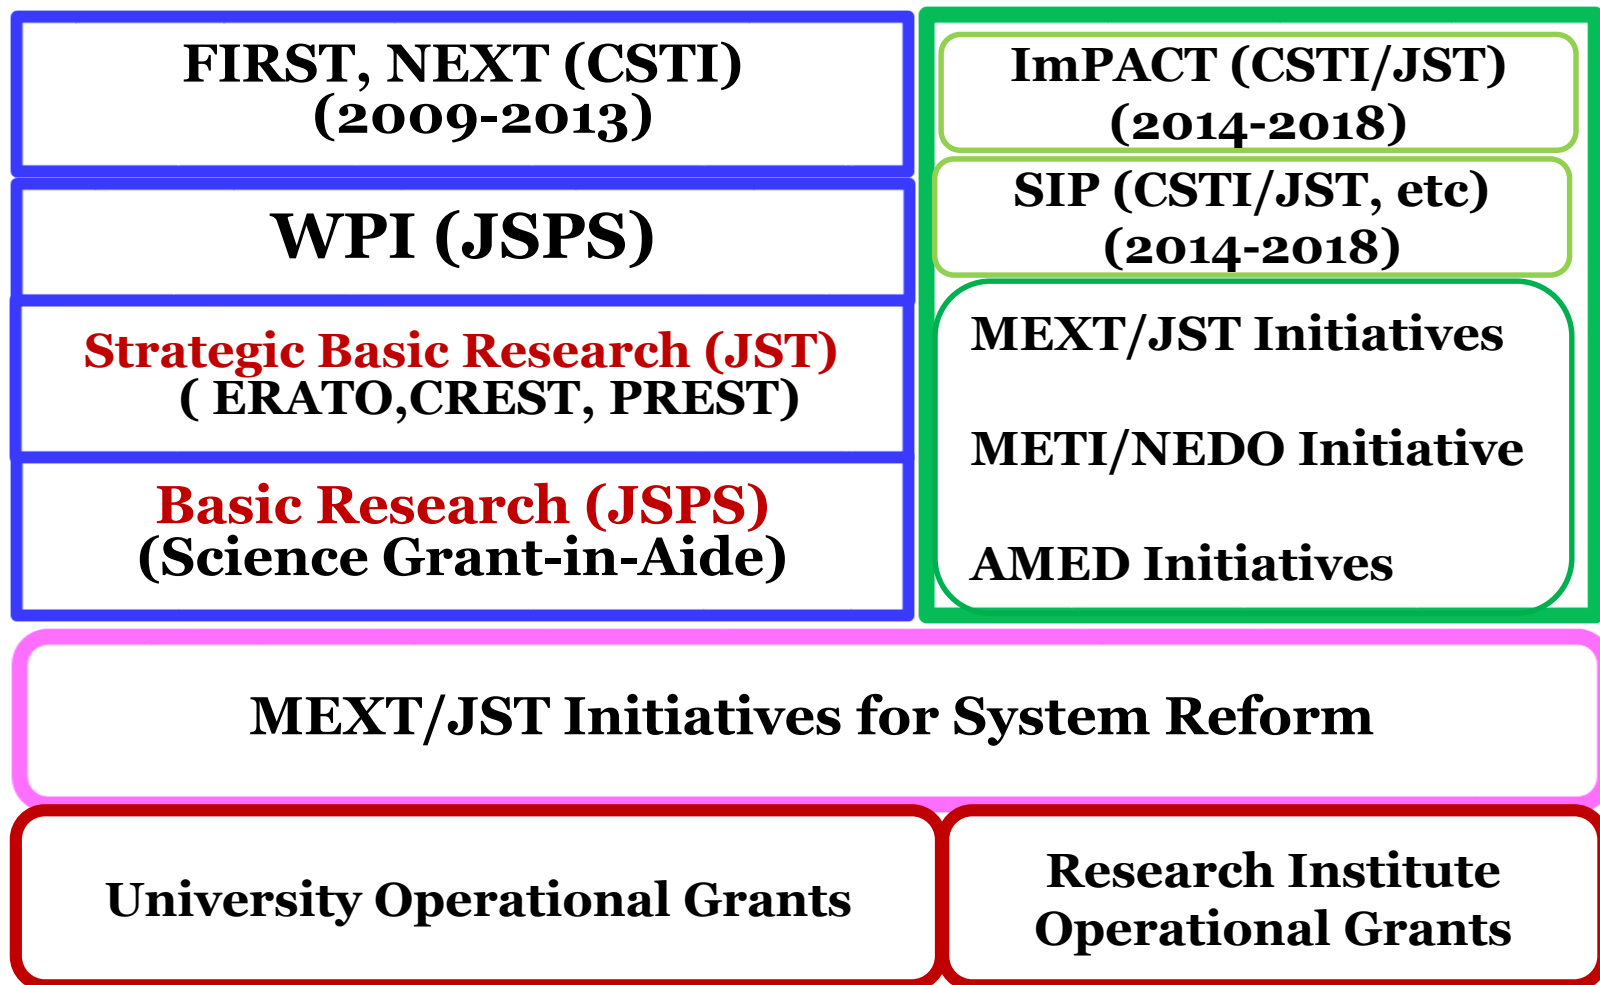 FIRST, NEXT (CSTI)
(2009-2013)
WPI (JSPS)
Strategic Basic Research (JST)
( ERATO,CREST, PREST)
Basic Research (JSPS)
(Science Grant-in-Aide)
ImPACT (CSTI/JST)
(2014-2018)
SIP (CSTI/JST, etc)
(2014-2018)
MEXT/JST Initiatives
METI/NEDO Initiative
AMED Initiatives
MEXT/JST Initiatives for System Reform
University Operational Grants
Research Institute
Operational Grants